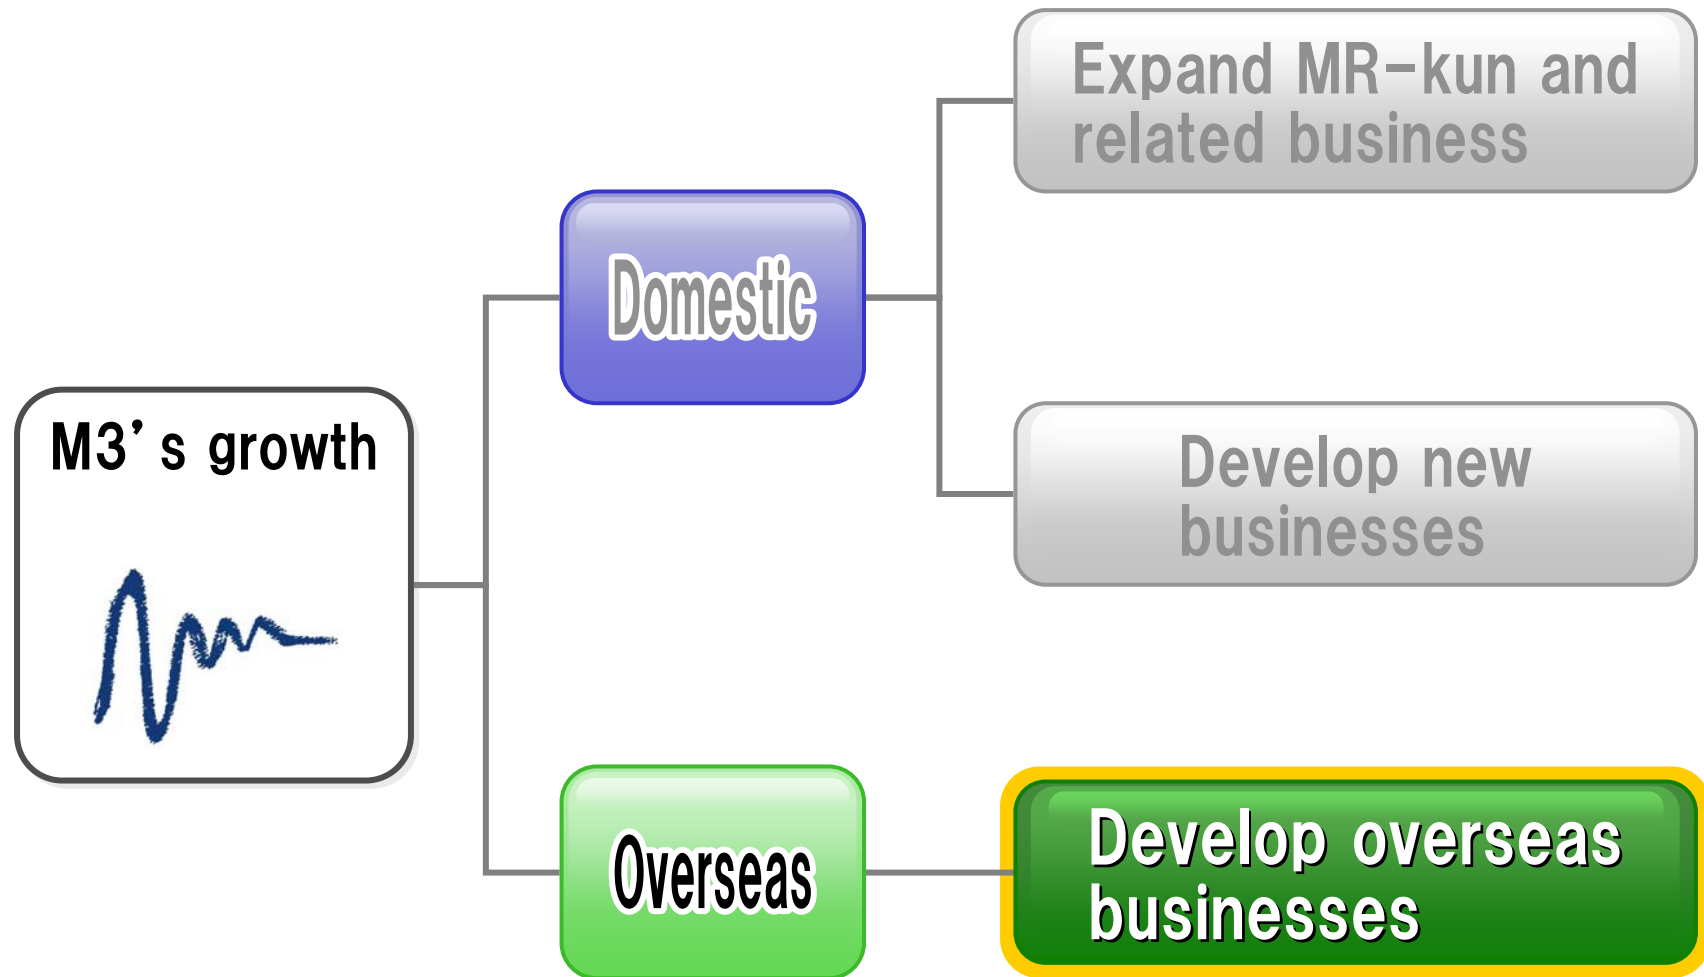 Expand MR-kun and
related business
Domestic
M3's growth
Develop new
businesses
Overseas
Develop overseas
businesses